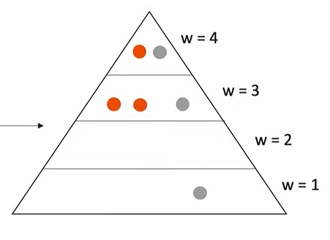 w = 4
w = 3
w = 2
w = 1